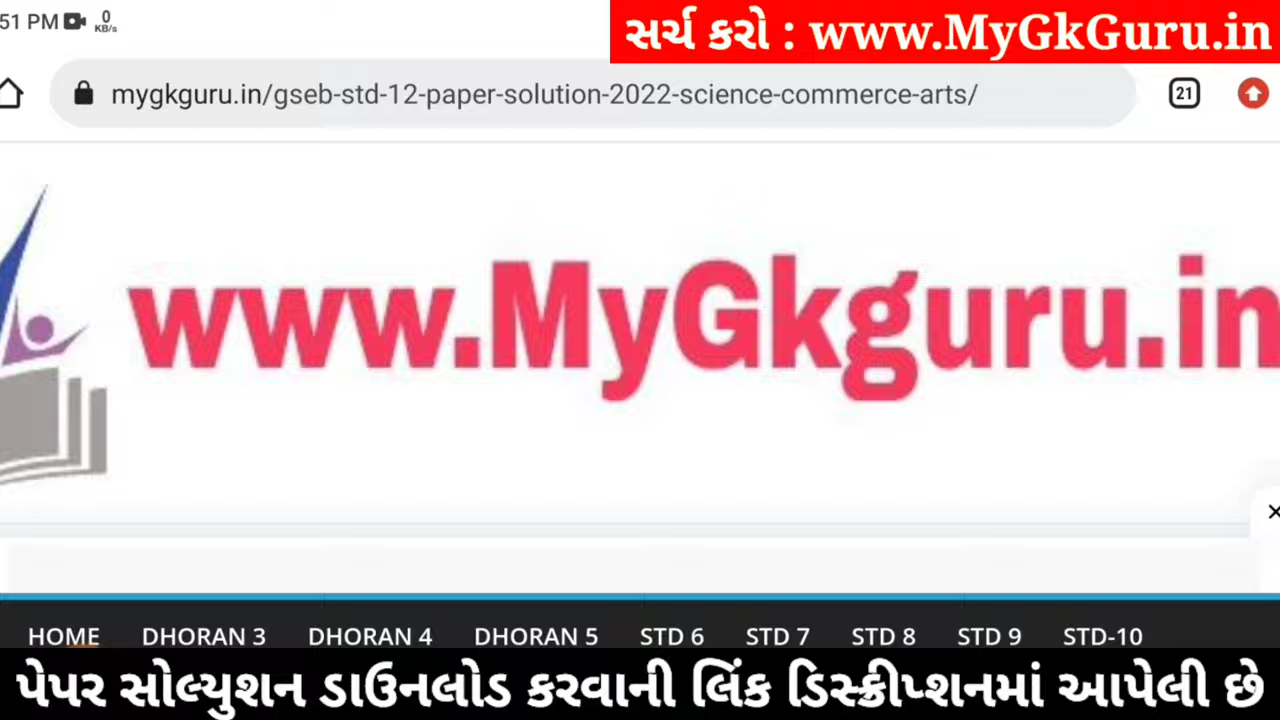 51 PM 0 KB/s
સર્ચ કરો : www.MyGkGuru.in
mygkguru.in/gseb-std-12-paper-solution-2022-science-commerce-arts/ 21
www.MyGkguru.in
HOME DHORAN 3 DHORAN 4 DHORAN 5 STD 6 STD 7 STD 8 STD 9 STD-10
પેપર સોલ્યુશન ડાઉનલોડ કરવાની લિંક ડિસ્ક્રીપ્શનમાં આપેલી છે